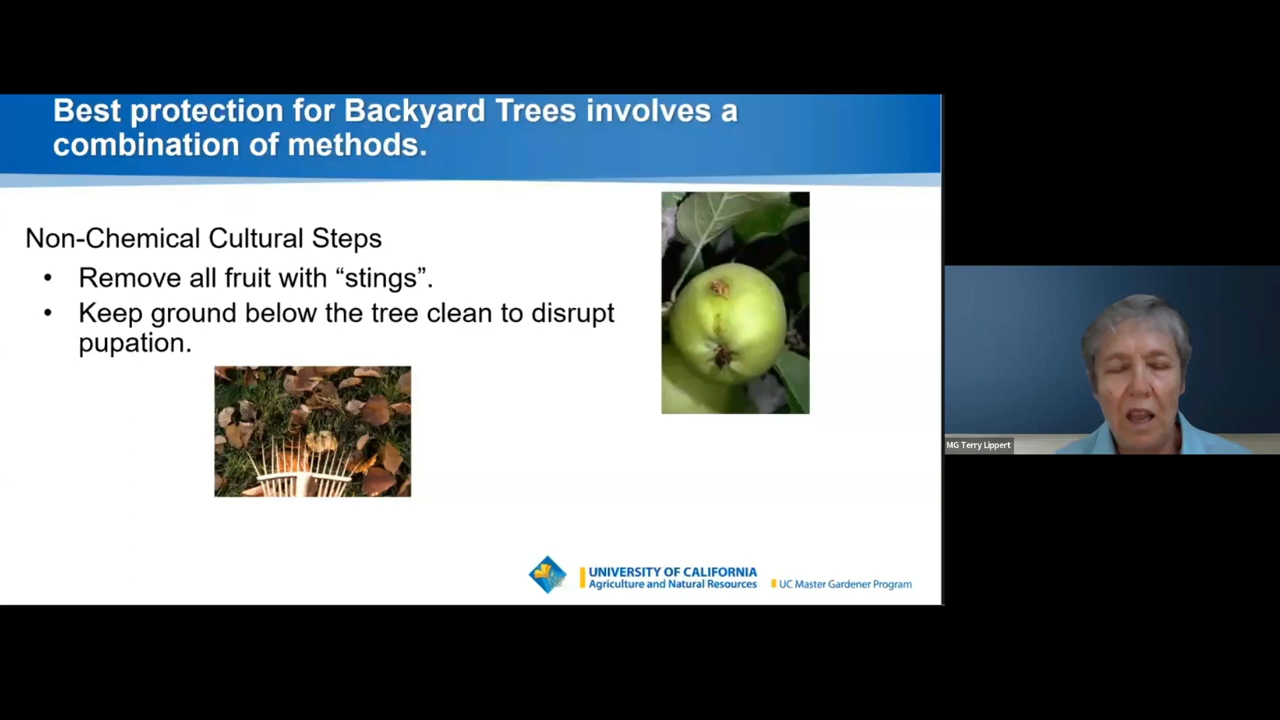 Best protection for Backyard Trees involves a
combination of methods.
Non-Chemical Cultural Steps
• Remove all fruit with “stings”.
• Keep ground below the tree clean to disrupt
pupation.
MG Terry Lippert
UNIVERSITY OF CALIFORNIA
Agriculture and Natural Resources
UC Master Gardener Program